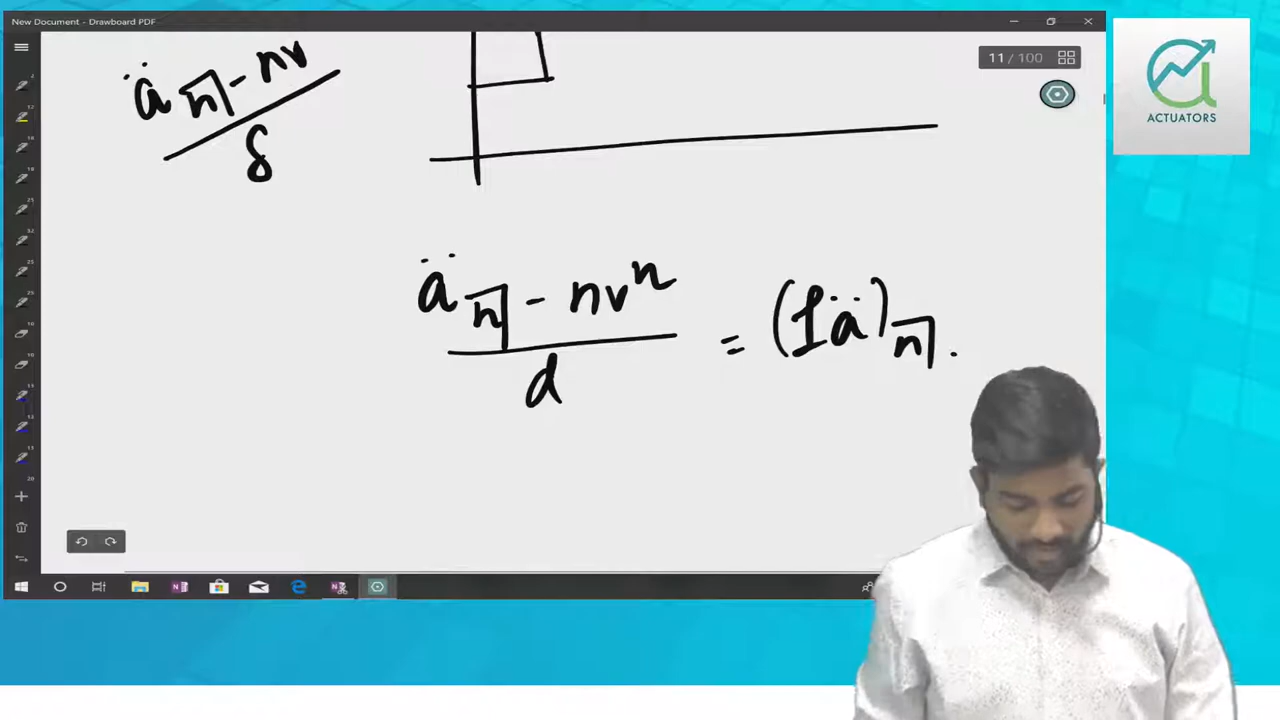 New Document - Drawboard PDF
11 / 100
ACTUATORS
ä n⌉ - nv
δ
ä n⌉ - nvⁿ
d
= (Iä) n⌉ .